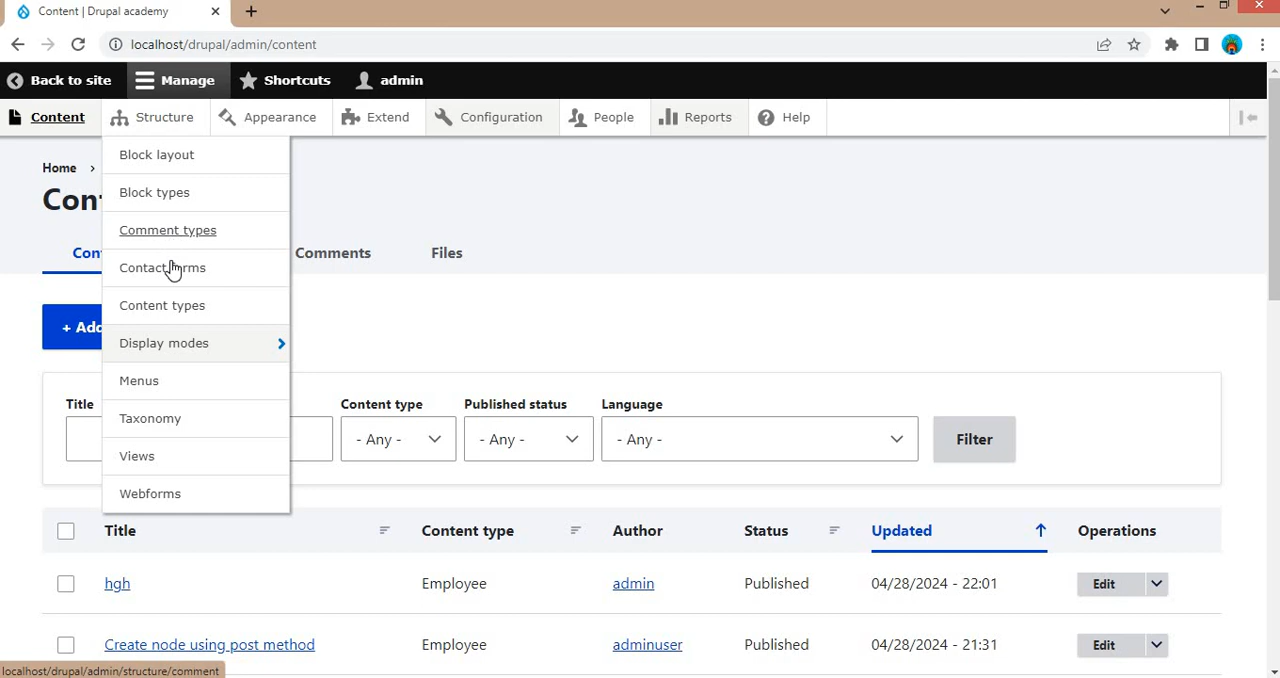 Content | Drupal academy
localhost/drupal/admin/content
Back to site Manage Shortcuts admin
Content Structure Appearance Extend Configuration People Reports Help
Home
Block layout
Block types
Comment types
Contact forms
Content types
Display modes
Menus
Taxonomy
Views
Webforms
Comments Files
+ Add
Title Content type Published status Language
- Any - - Any - - Any - Filter
Title Content type Author Status Updated Operations
hgh Employee admin Published 04/28/2024 - 22:01 Edit
Create node using post method Employee adminuser Published 04/28/2024 - 21:31 Edit
localhost/drupal/admin/structure/comment